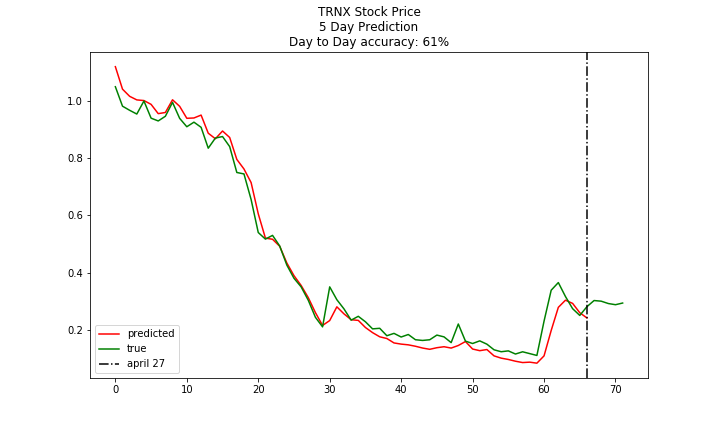 TRNX Stock Price
5 Day Prediction
Day to Day accuracy: 61%
1.0
0.8
0.6
0.4
0.2
predicted
true
april 27
0 10 20 30 40 50 60 70